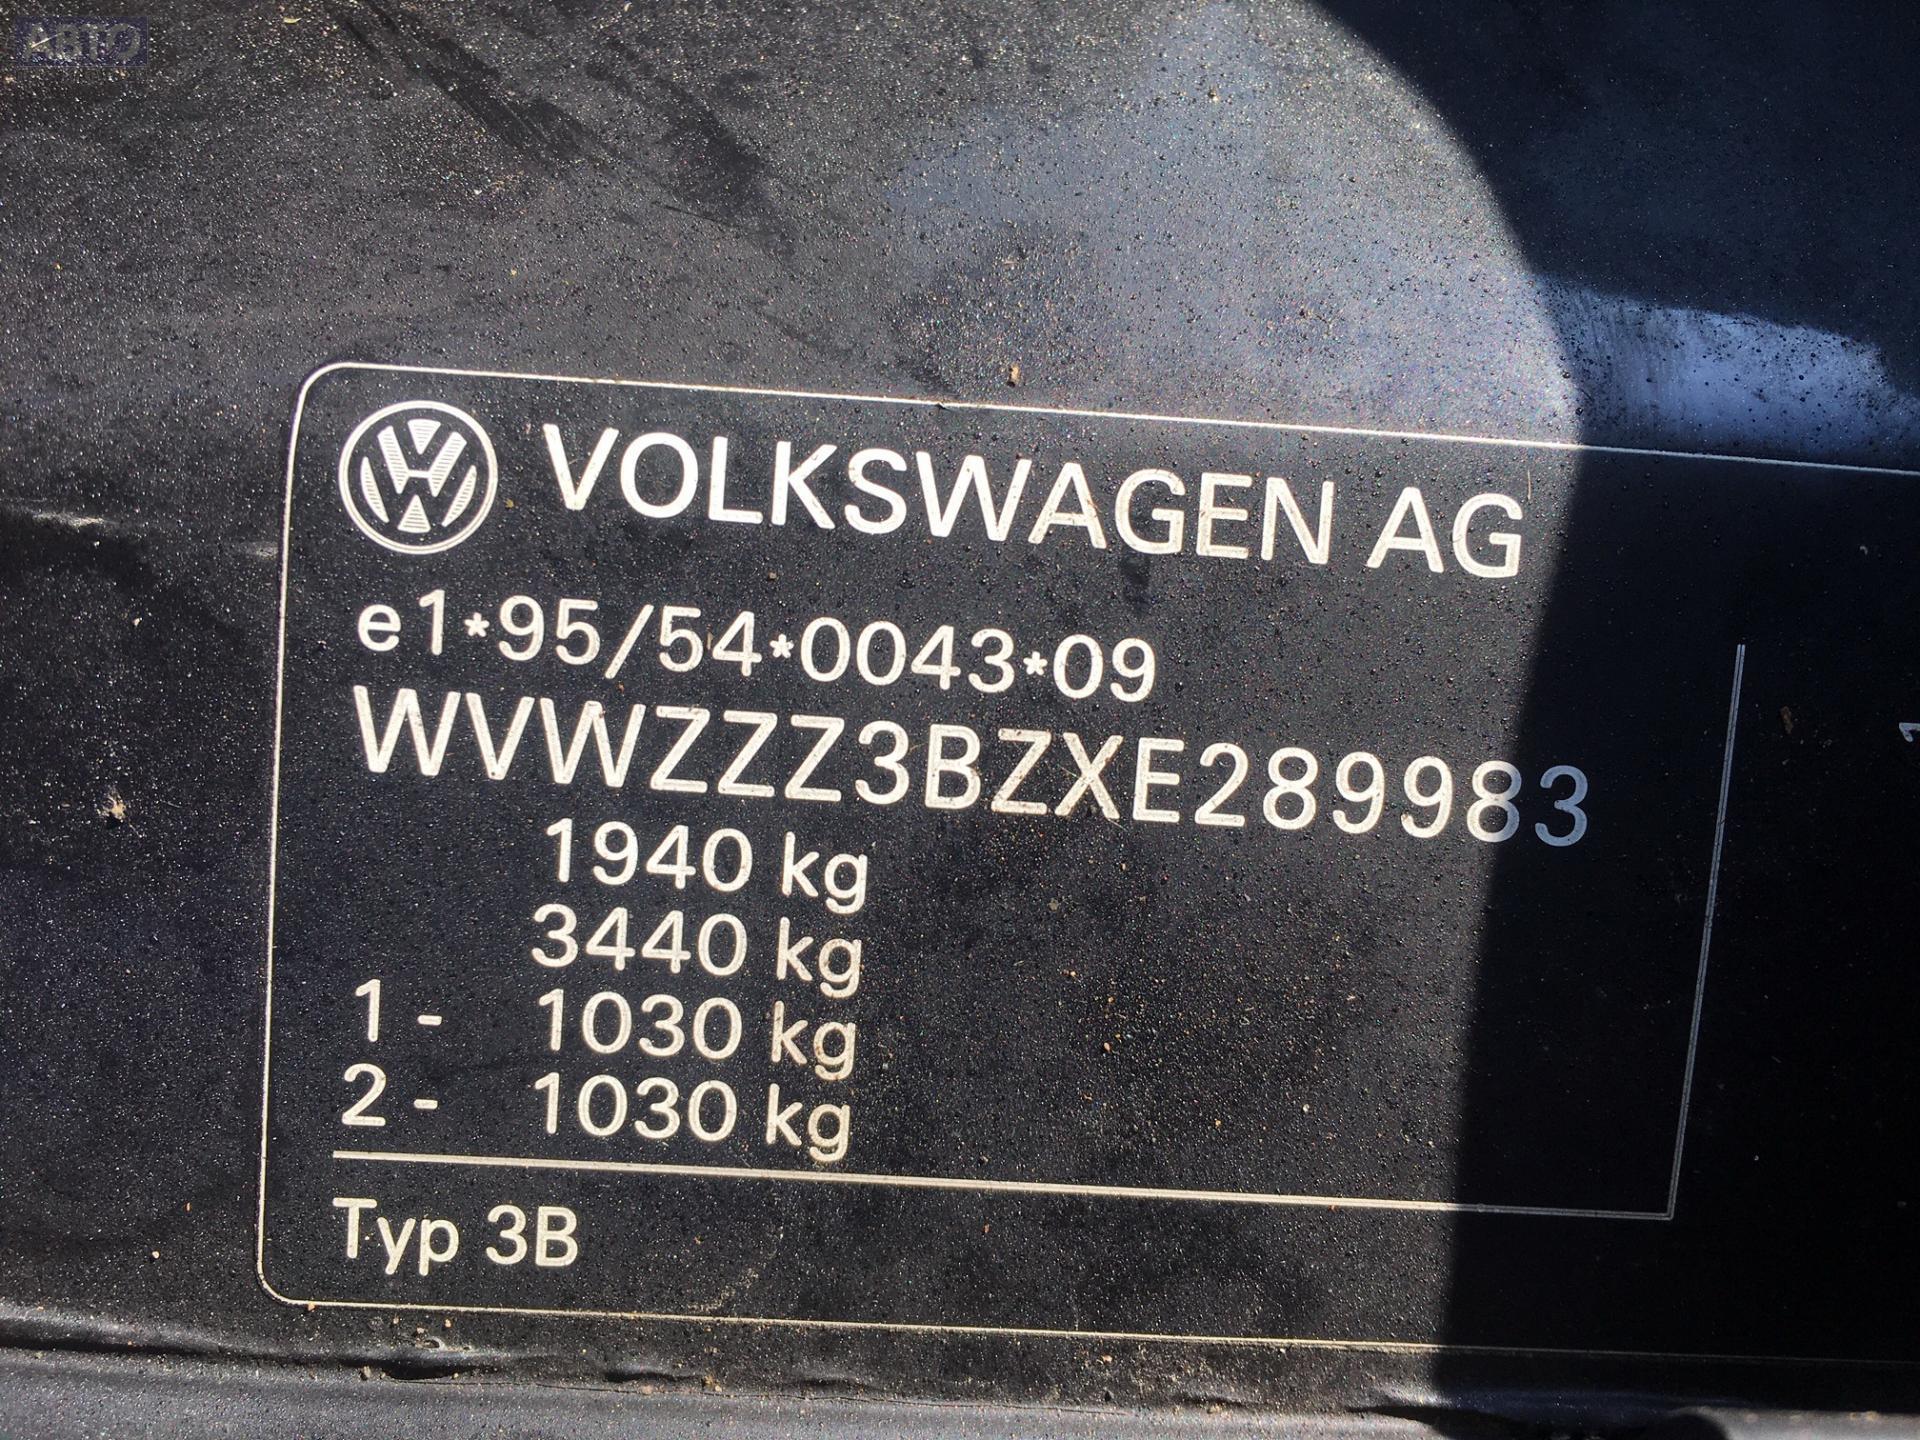 АВТО
VOLKSWAGEN AG
e1*95/54*0043*09
WVWZZZ3BZXE289983
1940 kg
3440 kg
1 - 1030 kg
2 - 1030 kg
Typ 3B